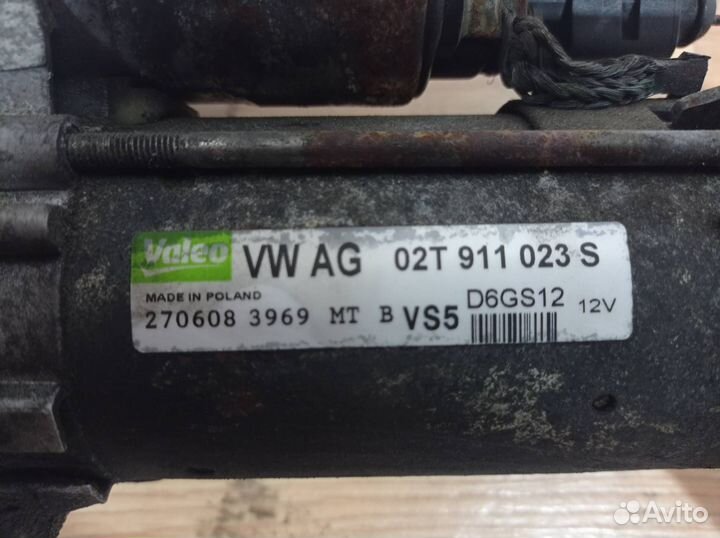 Valeo VW AG 02T 911 023 S
MADE IN POLAND D6GS12 12V
270608 3969 MT B VS5
Avito